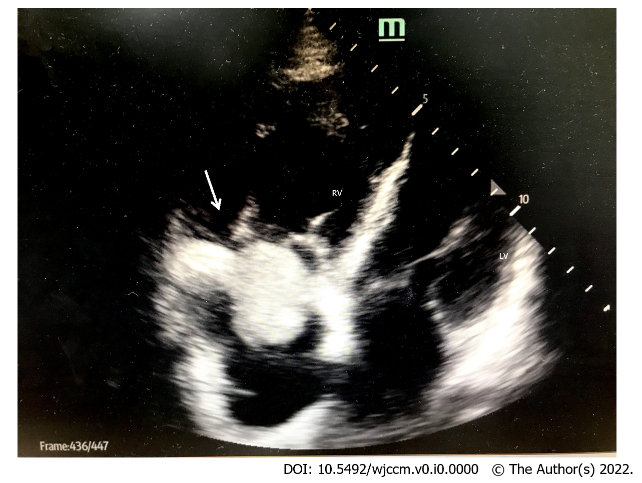 m
5
RV
10
LV
Frame:436/447
DOI: 10.5492/wjccm.v0.i0.0000 © The Author(s) 2022.